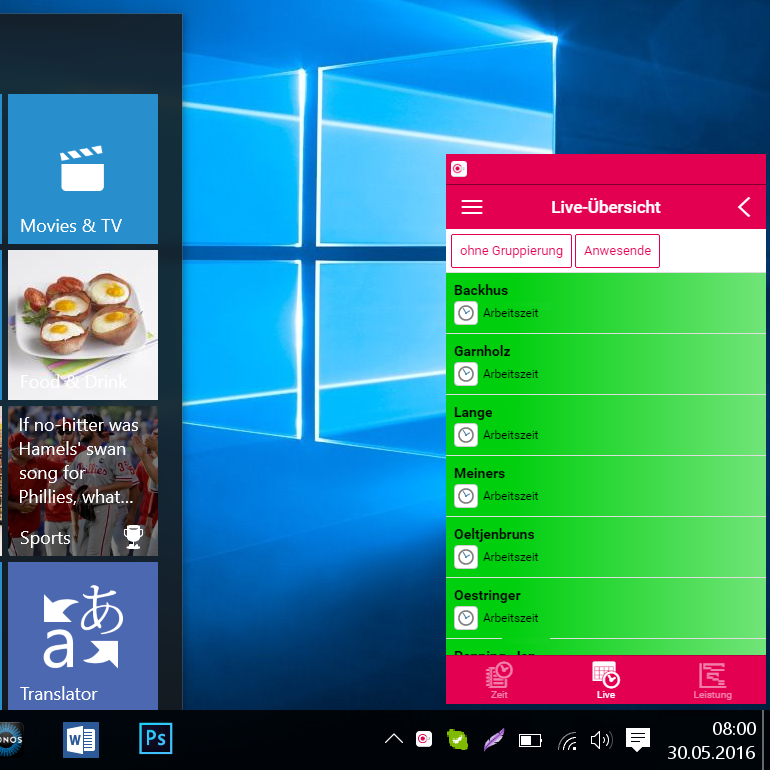 Movies & TV
Food & Drink
If no-hitter was
Hamels' swan
song for
Phillies, what...
Sports
あ
a
Translator
Live-Übersicht
ohne Gruppierung
Anwesende
Backhus
Arbeitszeit
Garnholz
Arbeitszeit
Lange
Arbeitszeit
Meiners
Arbeitszeit
Oeltjenbruns
Arbeitszeit
Oestringer
Arbeitszeit
Zeit
Live
Leistung
W
Ps
08:00
30.05.2016